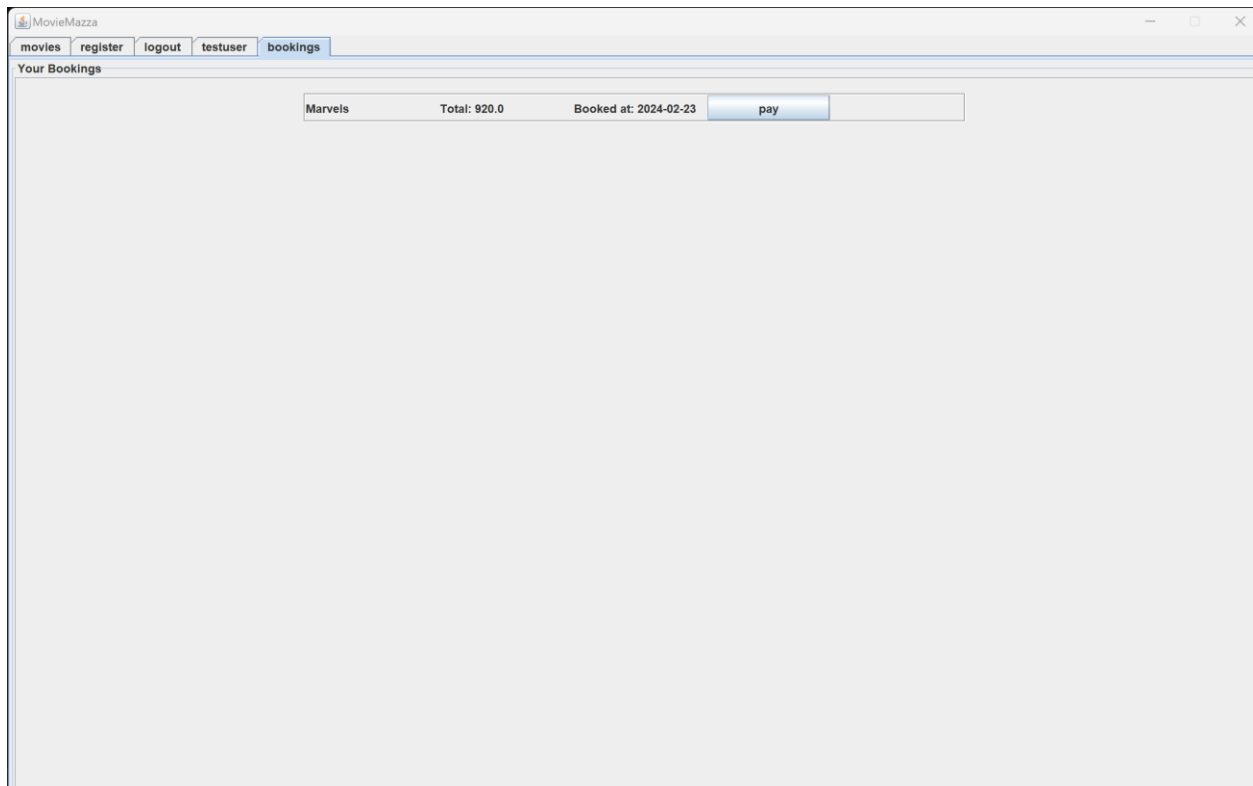 MovieMazza
movies register logout testuser bookings
Your Bookings
Marvels Total: 920.0 Booked at: 2024-02-23 pay